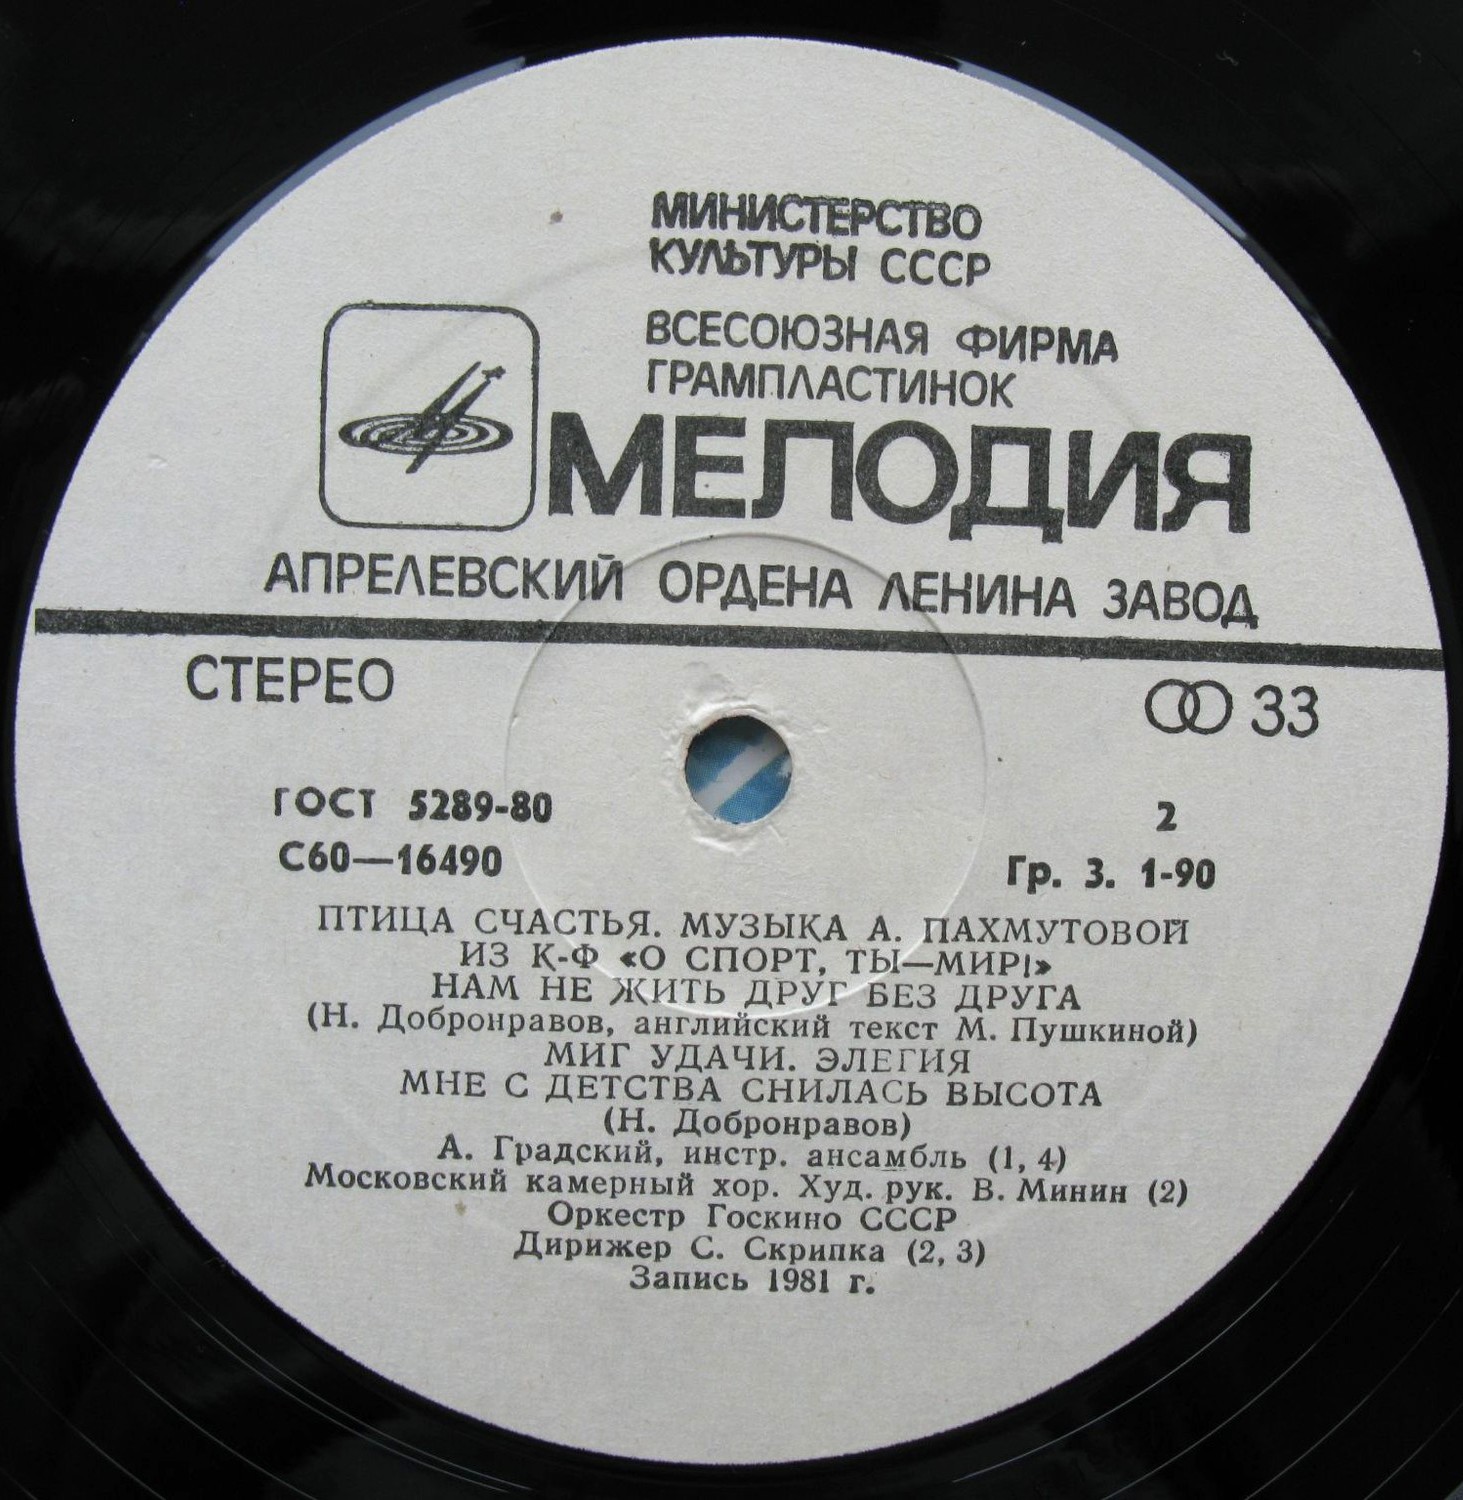 МИНИСТЕРСТВО
КУЛЬТУРЫ СССР
ВСЕСОЮЗНАЯ ФИРМА
ГРАМПЛАСТИНОК
МЕЛОДИЯ
АПРЕЛЕВСКИЙ ОРДЕНА ЛЕНИНА ЗАВОД
СТЕРЕО
33
ГОСТ 5289-80
2
С60—16490
Гр. 3. 1-90
ПТИЦА СЧАСТЬЯ. МУЗЫКА А. ПАХМУТОВОЙ
ИЗ К-Ф «О СПОРТ, ТЫ—МИР!»
НАМ НЕ ЖИТЬ ДРУГ БЕЗ ДРУГА
(Н. Добронравов, английский текст М. Пушкиной)
МИГ УДАЧИ. ЭЛЕГИЯ
МНЕ С ДЕТСТВА СНИЛАСЬ ВЫСОТА
(Н. Добронравов)
А. Градский, инстр. ансамбль (1, 4)
Московский камерный хор. Худ. рук. В. Минин (2)
Оркестр Госкино СССР
Дирижер С. Скрипка (2, 3)
Запись 1981 г.